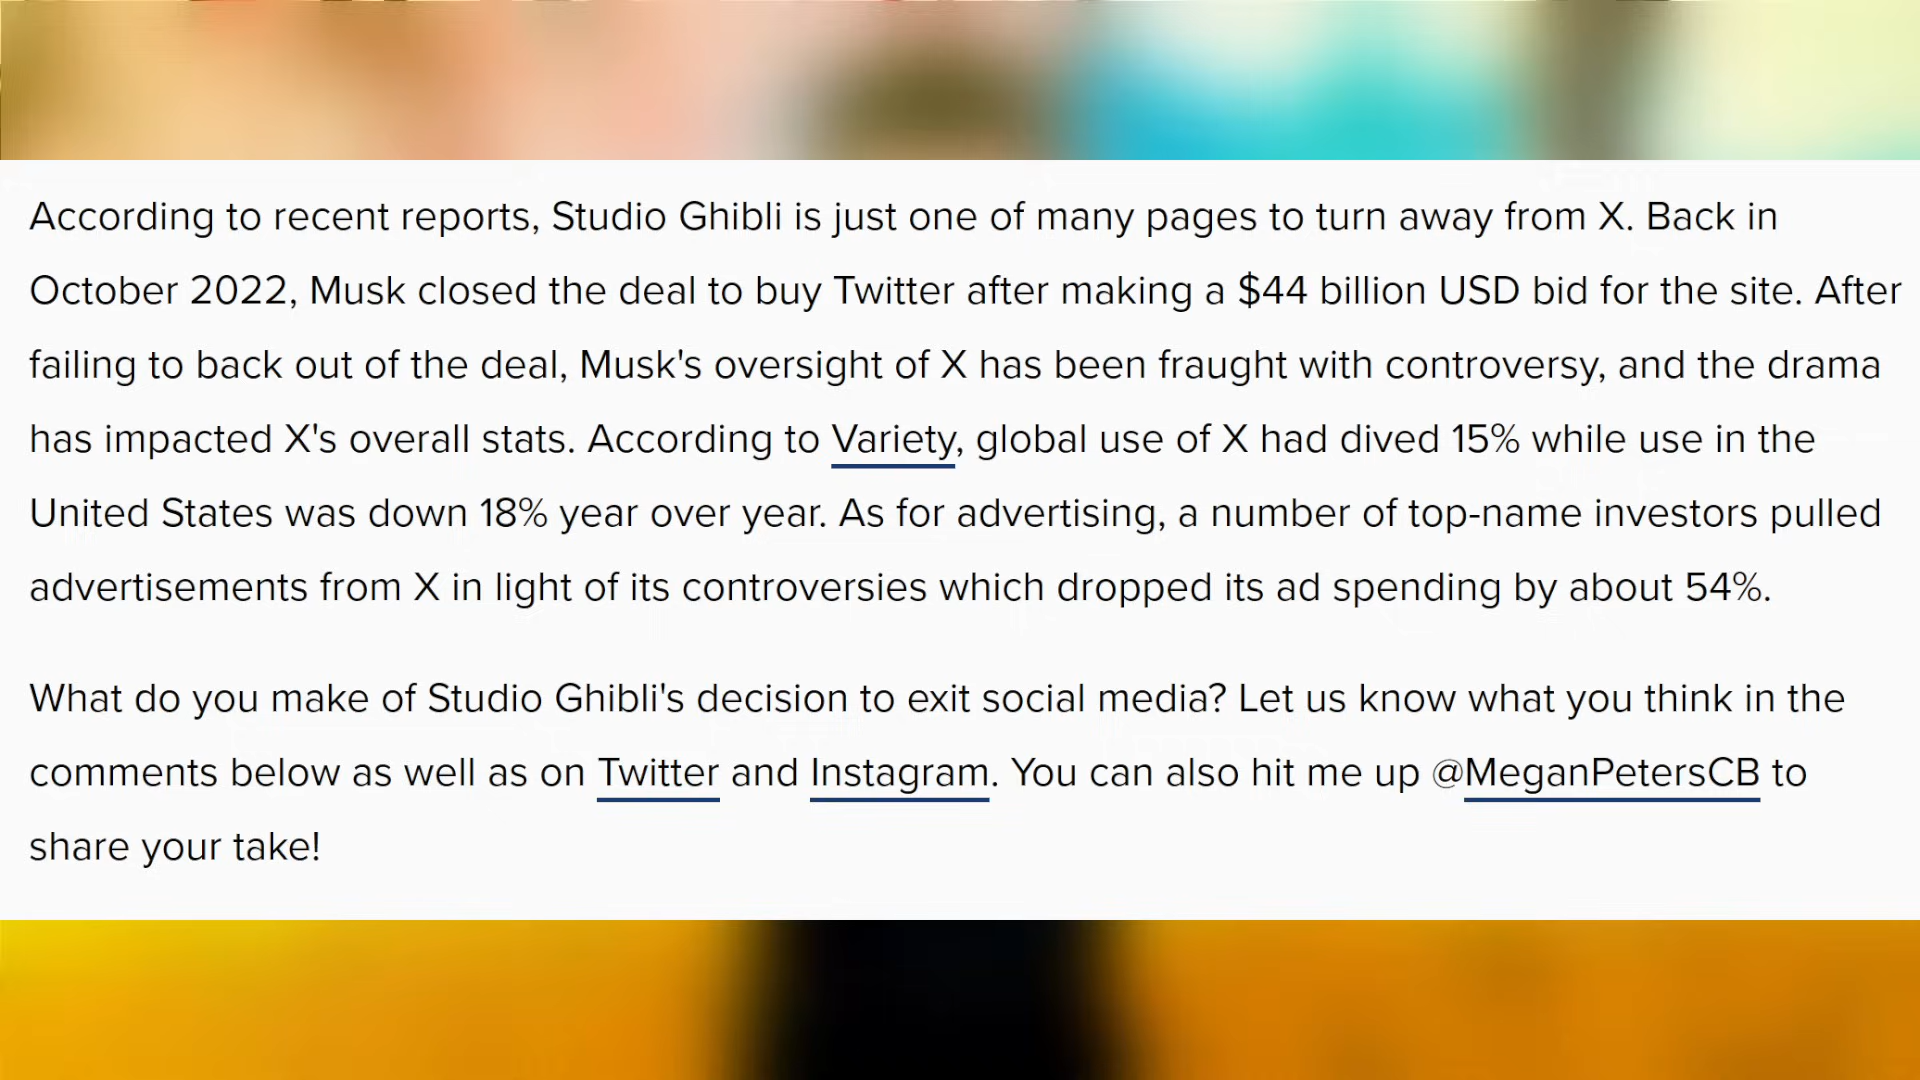 According to recent reports, Studio Ghibli is just one of many pages to turn away from X. Back in
October 2022, Musk closed the deal to buy Twitter after making a $44 billion USD bid for the site. After
failing to back out of the deal, Musk's oversight of X has been fraught with controversy, and the drama
has impacted X's overall stats. According to Variety, global use of X had dived 15% while use in the
United States was down 18% year over year. As for advertising, a number of top-name investors pulled
advertisements from X in light of its controversies which dropped its ad spending by about 54%.
What do you make of Studio Ghibli's decision to exit social media? Let us know what you think in the
comments below as well as on Twitter and Instagram. You can also hit me up @MeganPetersCB to
share your take!